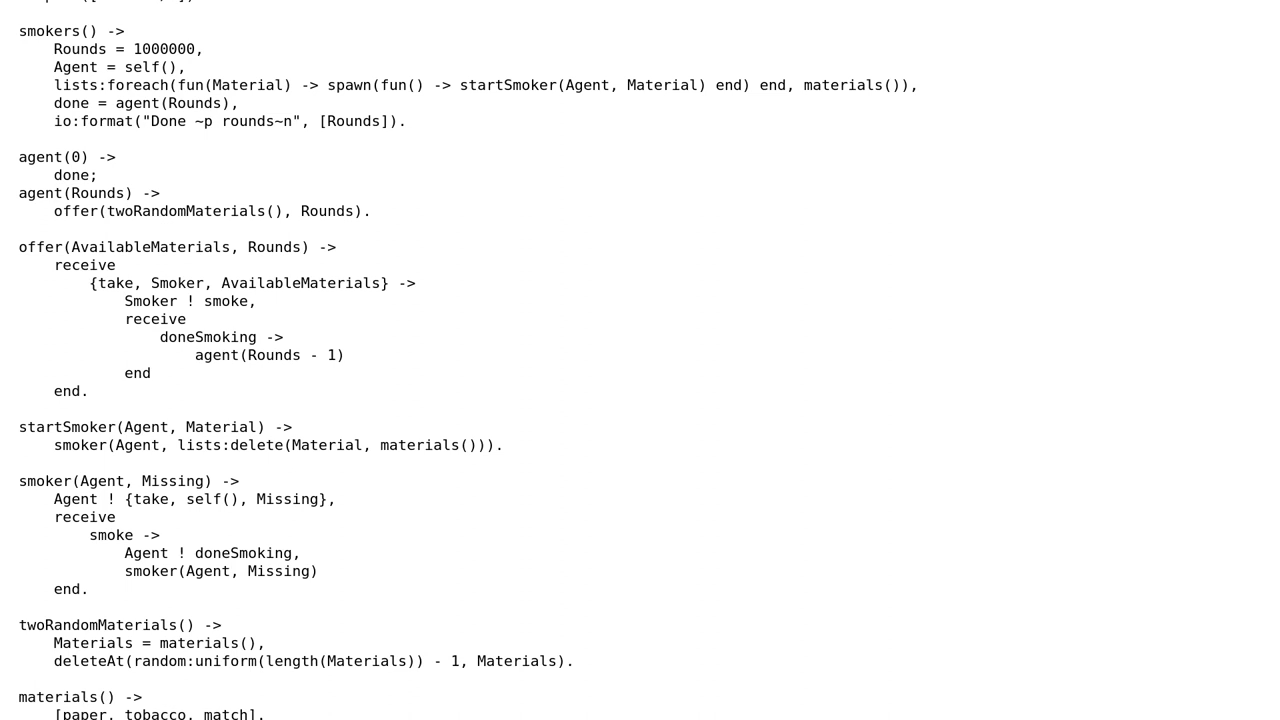 smokers() ->
    Rounds = 1000000,
    Agent = self(),
    lists:foreach(fun(Material) -> spawn(fun() -> startSmoker(Agent, Material) end) end, materials()),
    done = agent(Rounds),
    io:format("Done ~p rounds~n", [Rounds]).

agent(0) ->
    done;
agent(Rounds) ->
    offer(twoRandomMaterials(), Rounds).

offer(AvailableMaterials, Rounds) ->
    receive
        {take, Smoker, AvailableMaterials} ->
            Smoker ! smoke,
            receive
                doneSmoking ->
                    agent(Rounds - 1)
            end
    end.

startSmoker(Agent, Material) ->
    smoker(Agent, lists:delete(Material, materials())).

smoker(Agent, Missing) ->
    Agent ! {take, self(), Missing},
    receive
        smoke ->
            Agent ! doneSmoking,
            smoker(Agent, Missing)
    end.

twoRandomMaterials() ->
    Materials = materials(),
    deleteAt(random:uniform(length(Materials)) - 1, Materials).

materials() ->
    [paper, tobacco, match].